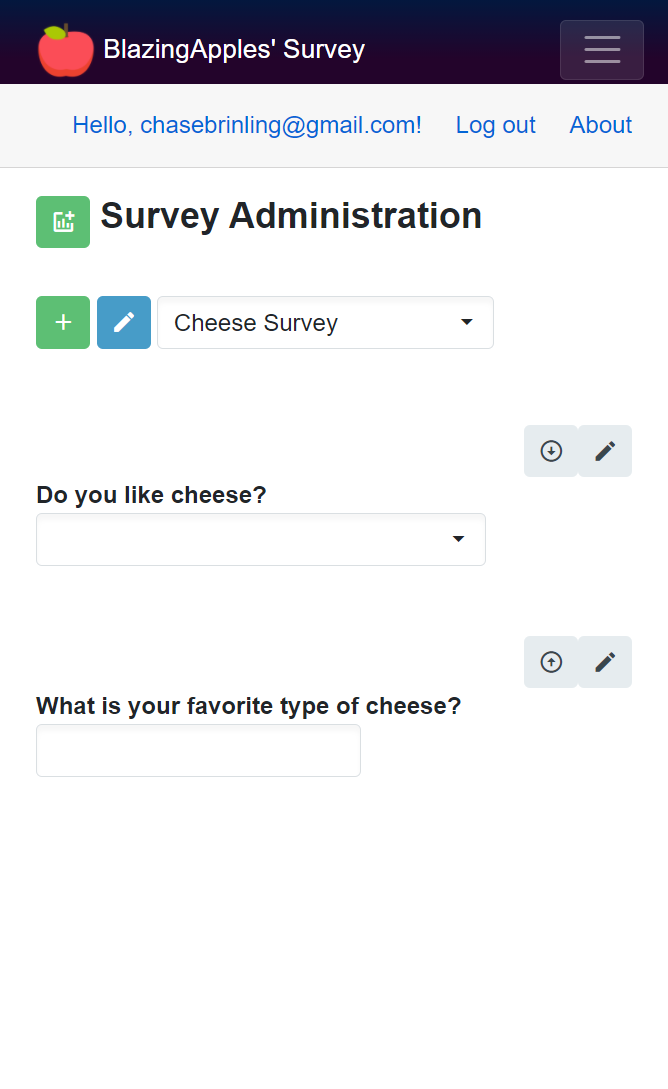 BlazingApples' Survey
Hello, chasebrinling@gmail.com! Log out About
Survey Administration
Cheese Survey
Do you like cheese?
What is your favorite type of cheese?